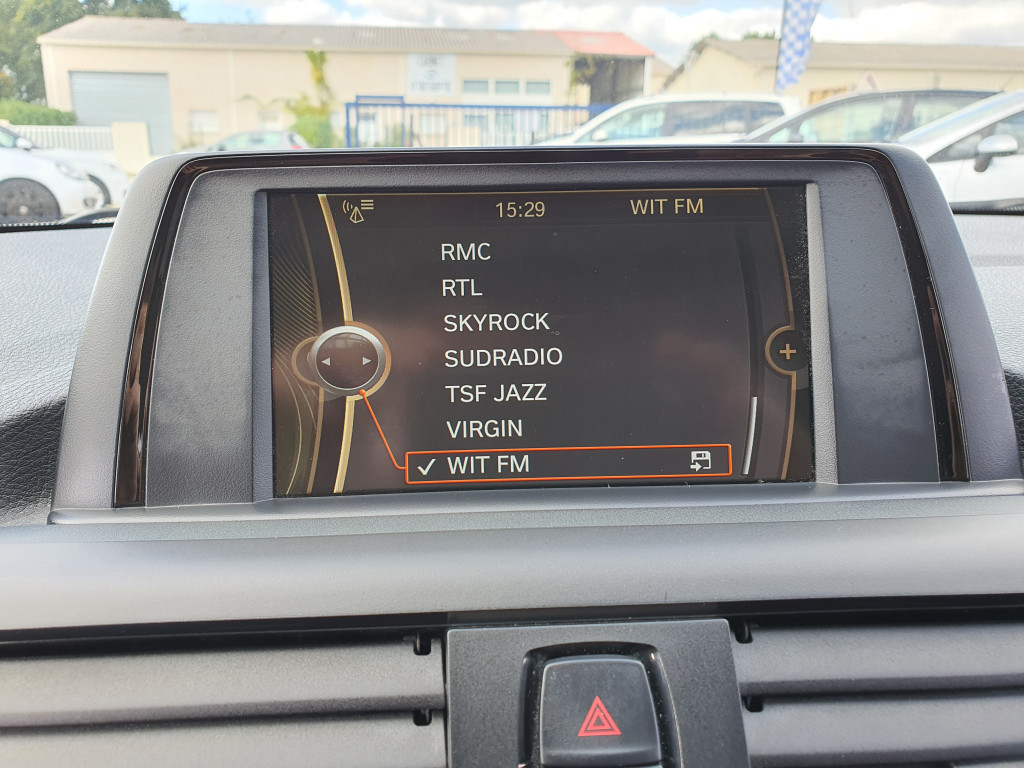 15:29 WIT FM
RMC
RTL
SKYROCK
SUDRADIO
TSF JAZZ
VIRGIN
WIT FM